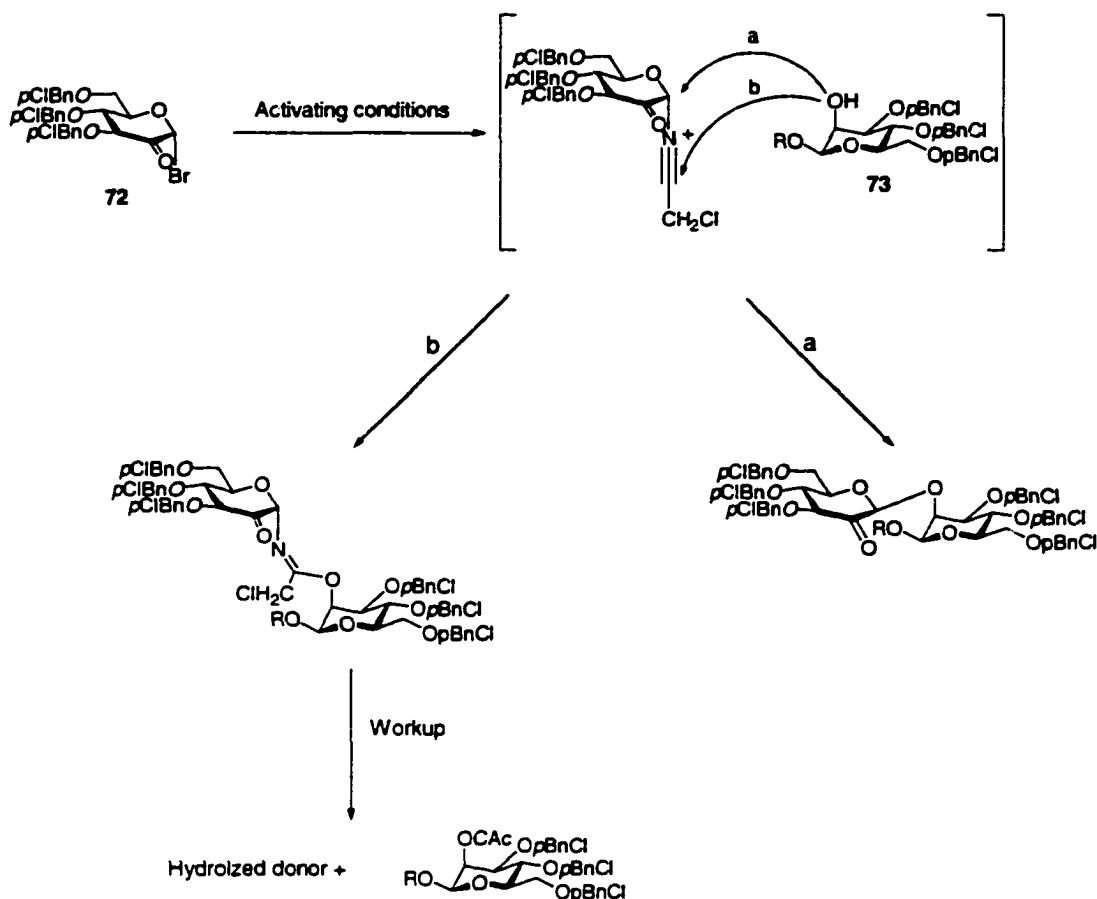 pClBnO
pClBnO
pClBnO
O
O
Br
72
Activating conditions
pClBnO
pClBnO
pClBnO
O
O
N
+
CH2Cl
a
b
OH
OpBnCl
OpBnCl
RO
O
OpBnCl
73
b
a
pClBnO
pClBnO
pClBnO
O
O
N
ClH2C
O
OpBnCl
OpBnCl
RO
O
OpBnCl
pClBnO
pClBnO
pClBnO
O
O
O
OpBnCl
OpBnCl
RO
O
OpBnCl
Workup
Hydrolzed donor +
OCAc
OpBnCl
OpBnCl
RO
O
OpBnCl